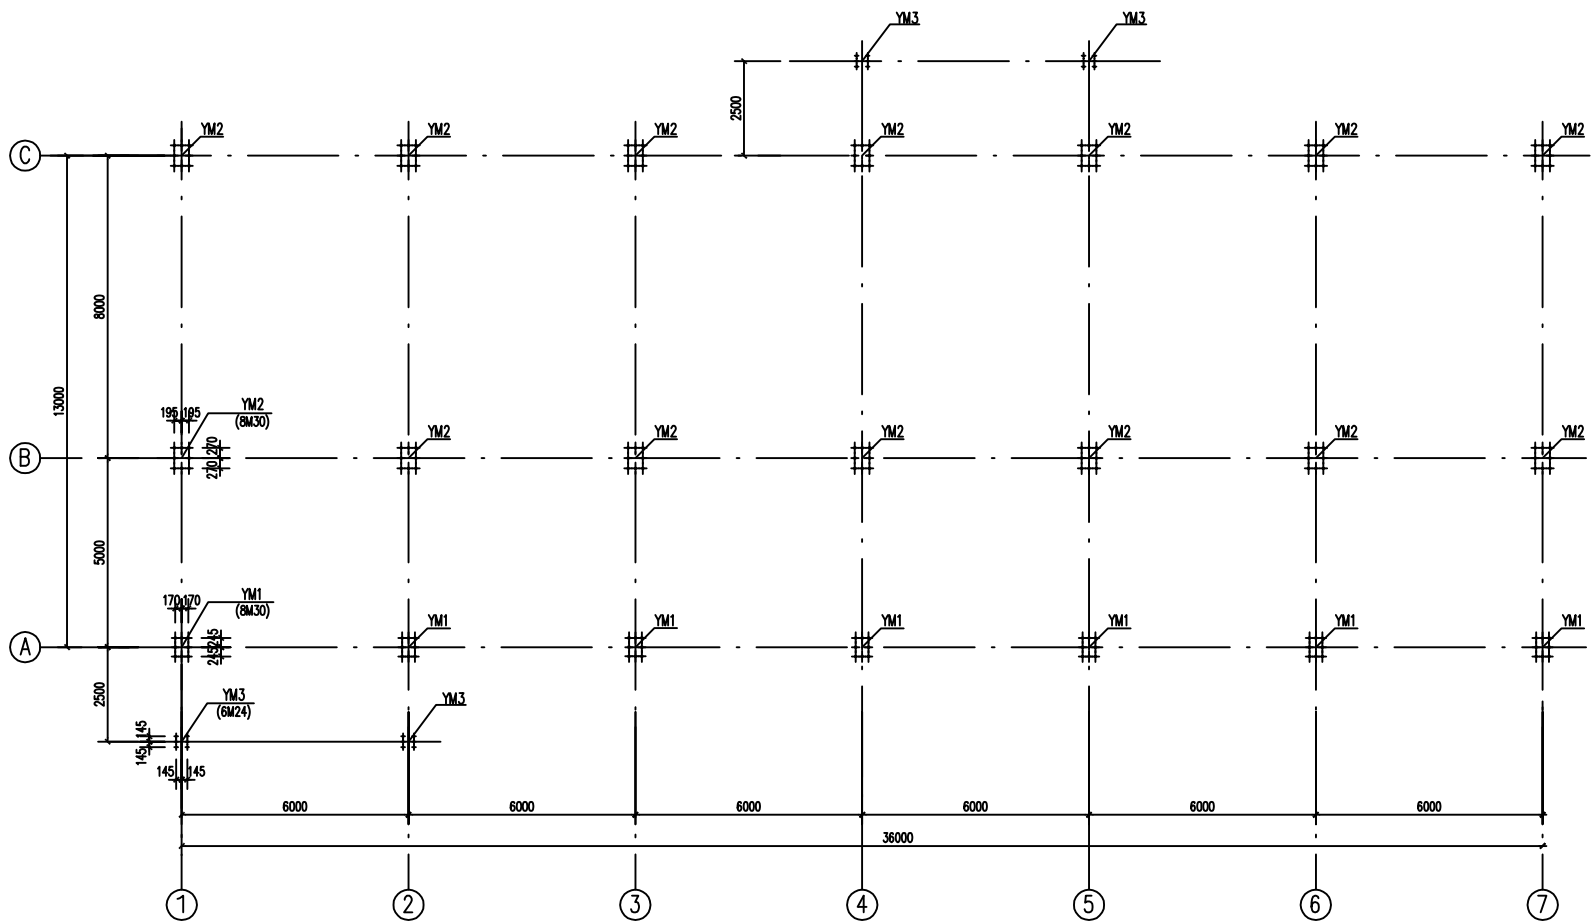 YM3 YM3
2500
YM2 YM2 YM2 YM2 YM2 YM2 YM2
C
8000
13000
YM2
(8M30)
195 195
YM2 YM2 YM2 YM2 YM2 YM2
270
B
270
5000
YM1
(8M30)
170 170
YM1 YM1 YM1 YM1 YM1 YM1
245
A
245
2500
YM3
(6M24)
YM3
145
145
145 145
6000 6000 6000 6000 6000 6000
36000
1 2 3 4 5 6 7